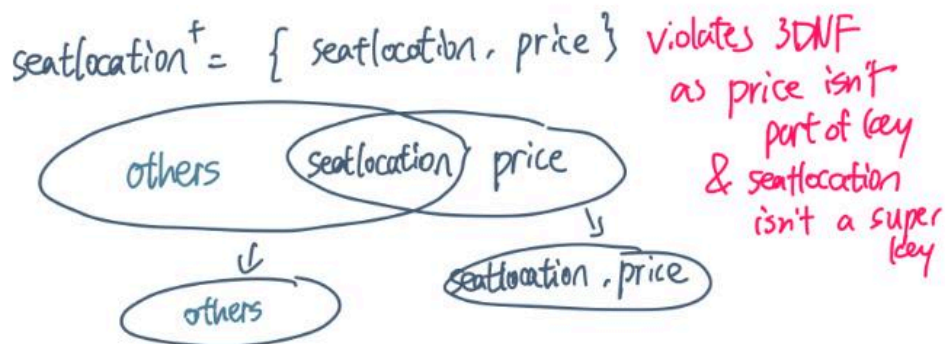 seatlocation⁺ = { seatlocation, price }
violates 3DNF
as price isn't
part of key
& seatlocation
isn't a super
key
others seatlocation price
others
seatlocation, price